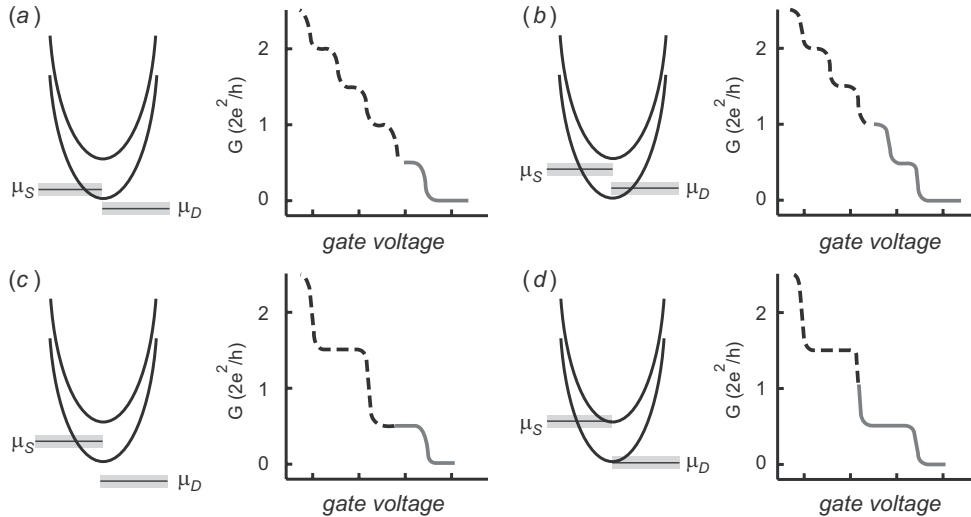 (a)
μS
μD
G (2e²/h)
2
1
0
gate voltage
(b)
μS
μD
G (2e²/h)
2
1
0
gate voltage
(c)
μS
μD
G (2e²/h)
2
1
0
gate voltage
(d)
μS
μD
G (2e²/h)
2
1
0
gate voltage